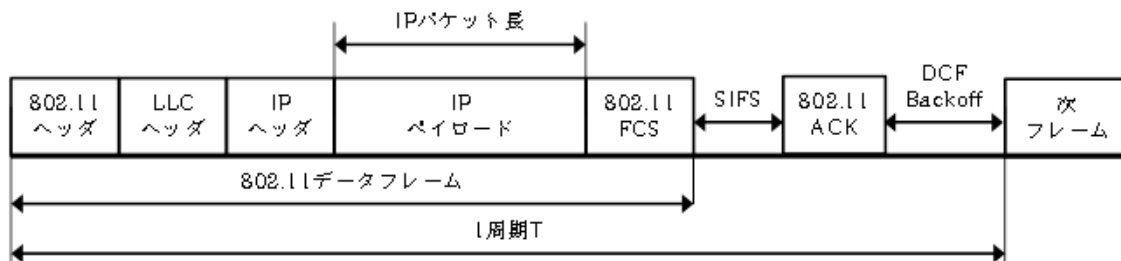 IPパケット長
802.11
ヘッダ
LLC
ヘッダ
IP
ヘッダ
IP
ペイロード
802.11
FCS
SIFS
802.11
ACK
DCF
Backoff
次
フレーム
802.11データフレーム
1周期T